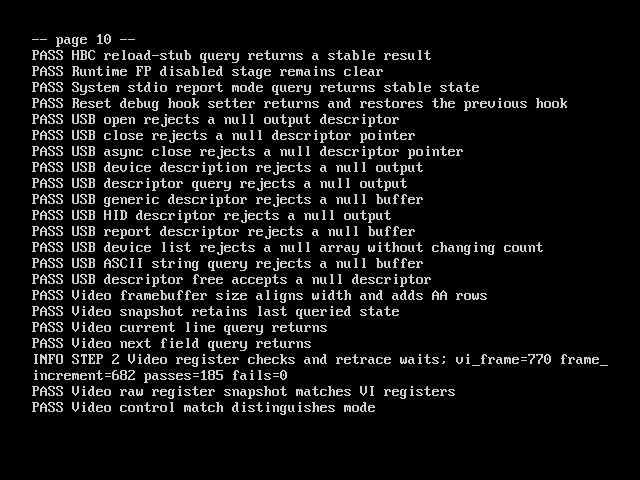 -- page 10 --
PASS HBC reload-stub query returns a stable result
PASS Runtime FP disabled stage remains clear
PASS System stdio report mode query returns stable state
PASS Reset debug hook setter returns and restores the previous hook
PASS USB open rejects a null output descriptor
PASS USB close rejects a null descriptor pointer
PASS USB async close rejects a null descriptor pointer
PASS USB device description rejects a null output
PASS USB descriptor query rejects a null output
PASS USB generic descriptor rejects a null buffer
PASS USB HID descriptor rejects a null output
PASS USB report descriptor rejects a null buffer
PASS USB device list rejects a null array without changing count
PASS USB ASCII string query rejects a null buffer
PASS USB descriptor free accepts a null descriptor
PASS Video framebuffer size aligns width and adds AA rows
PASS Video snapshot retains last queried state
PASS Video current line query returns
PASS Video next field query returns
INFO STEP 2 Video register checks and retrace waits; vi_frame=770 frame_
increment=682 passes=185 fails=0
PASS Video raw register snapshot matches VI registers
PASS Video control match distinguishes mode